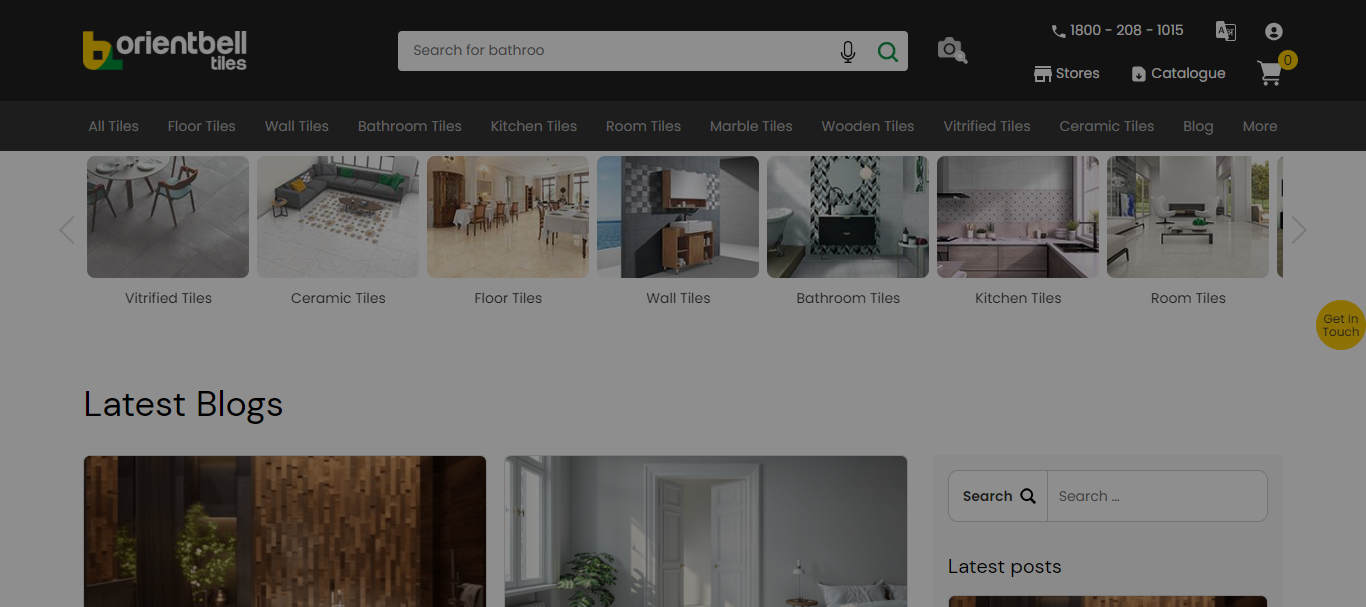 orientbell
tiles
Search for bathroo
1800 - 208 - 1015
Stores
Catalogue
0
All Tiles
Floor Tiles
Wall Tiles
Bathroom Tiles
Kitchen Tiles
Room Tiles
Marble Tiles
Wooden Tiles
Vitrified Tiles
Ceramic Tiles
Blog
More
Vitrified Tiles
Ceramic Tiles
Floor Tiles
Wall Tiles
Bathroom Tiles
Kitchen Tiles
Room Tiles
Get In
Touch
Latest Blogs
Search
Search ...
Latest posts